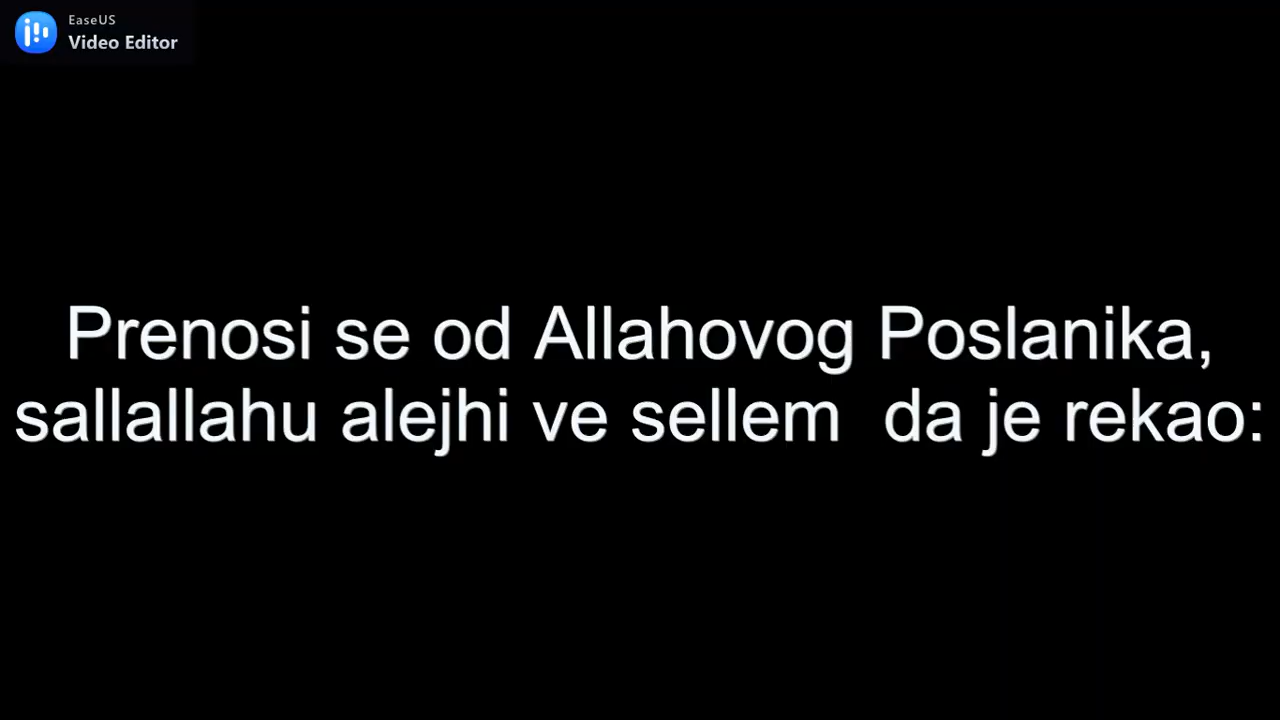 EaseUS
Video Editor
Prenosi se od Allahovog Poslanika,
sallallahu alejhi ve sellem  da je rekao: